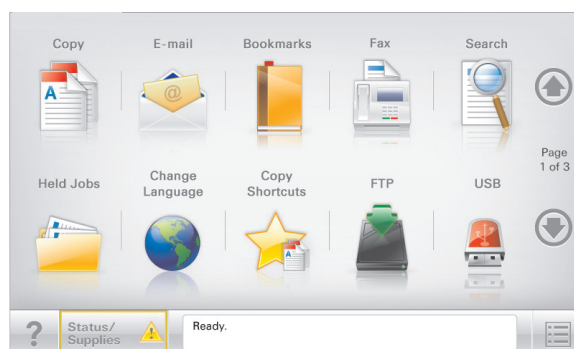 Copy
E-mail
Bookmarks
Fax
Search
A
@
Page
1 of 3
Held Jobs
Change
Language
Copy
Shortcuts
FTP
USB
A
?
Status/
Supplies
Ready.